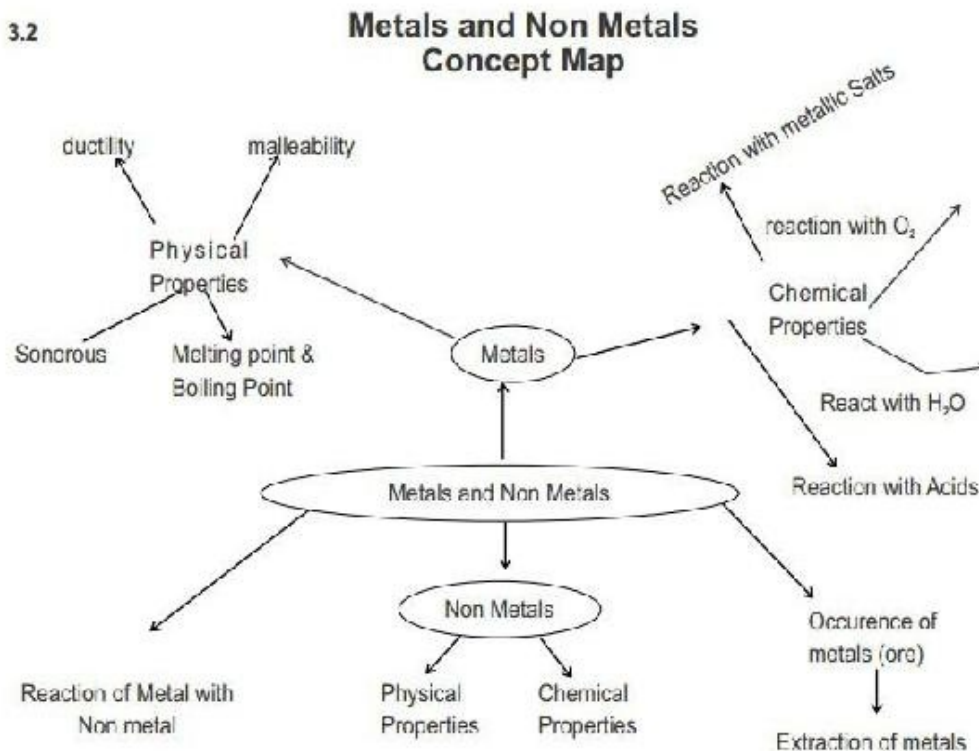 3.2
Metals and Non Metals
Concept Map
ductility
malleability
Physical
Properties
Sonorous
Melting point &
Boiling Point
Metals
Reaction with metallic Salts
reaction with O₂
Chemical
Properties
React with H₂O
Reaction with Acids
Metals and Non Metals
Non Metals
Reaction of Metal with
Non metal
Physical
Properties
Chemical
Properties
Occurence of
metals (ore)
Extraction of metals